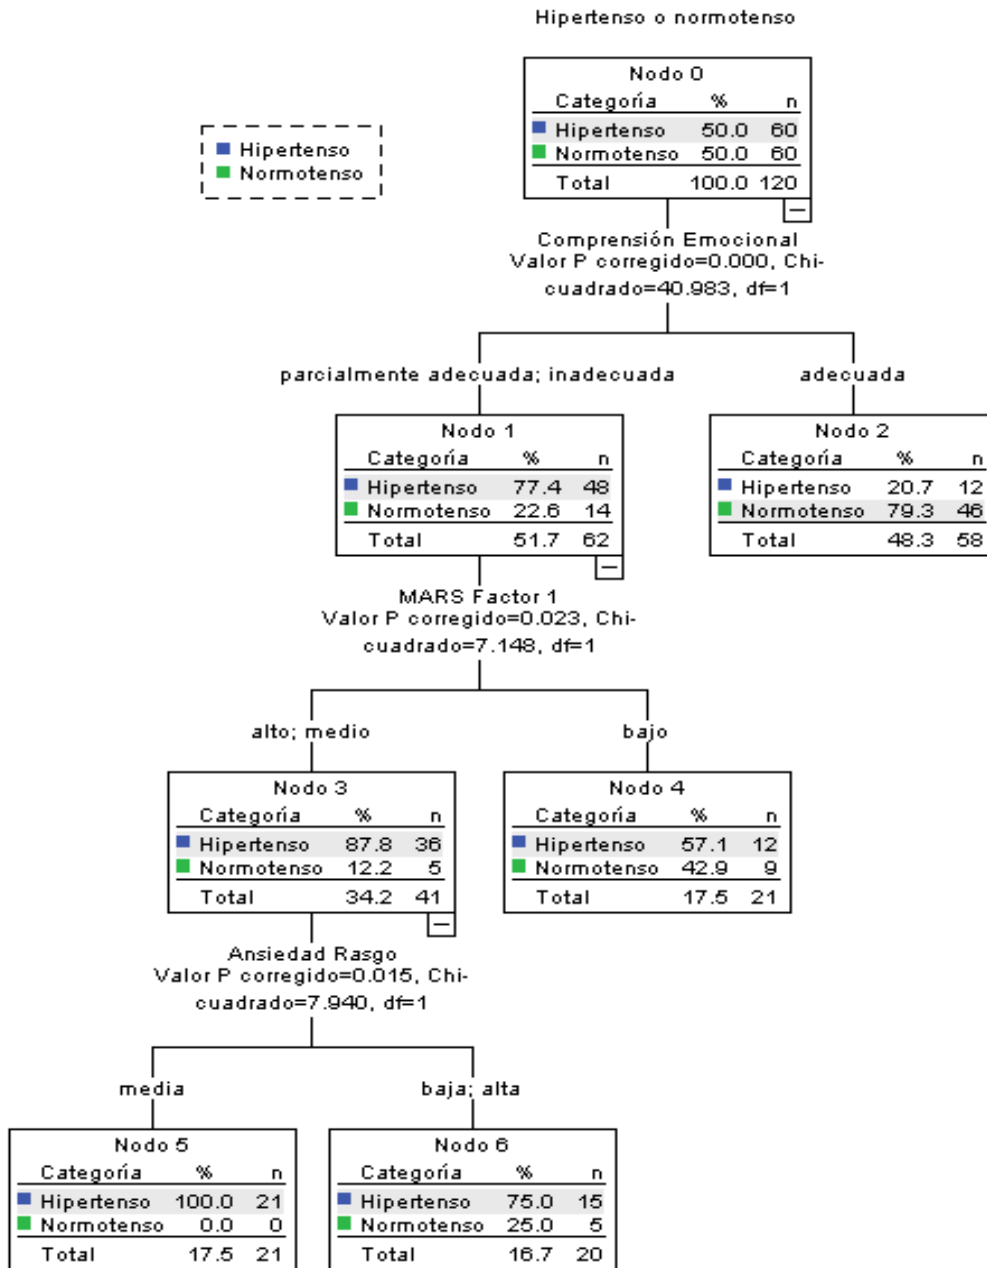 Hipertenso o normotenso
Hipertenso
Normotenso
Nodo 0
Categoría % n
Hipertenso 50.0 60
Normotenso 50.0 60
Total 100.0 120
Comprensión Emocional
Valor P corregido=0.000, Chi-
cuadrado=40.983, df=1
parcialmente adecuada; inadecuada
adecuada
Nodo 1
Categoría % n
Hipertenso 77.4 48
Normotenso 22.6 14
Total 51.7 62
Nodo 2
Categoría % n
Hipertenso 20.7 12
Normotenso 79.3 46
Total 48.3 58
MARS Factor 1
Valor P corregido=0.023, Chi-
cuadrado=7.148, df=1
alto; medio
bajo
Nodo 3
Categoría % n
Hipertenso 87.8 36
Normotenso 12.2 5
Total 34.2 41
Nodo 4
Categoría % n
Hipertenso 57.1 12
Normotenso 42.9 9
Total 17.5 21
Ansiedad Rasgo
Valor P corregido=0.015, Chi-
cuadrado=7.940, df=1
media
baja; alta
Nodo 5
Categoría % n
Hipertenso 100.0 21
Normotenso 0.0 0
Total 17.5 21
Nodo 6
Categoría % n
Hipertenso 75.0 15
Normotenso 25.0 5
Total 16.7 20